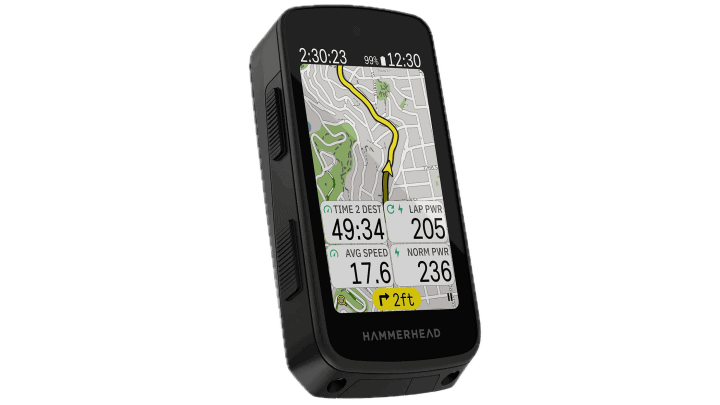 2:30:23 99% 12:30
TIME 2 DEST LAP PWR
49:34 205
AVG SPEED NORM PWR
17.6 236
2ft
HAMMERHEAD